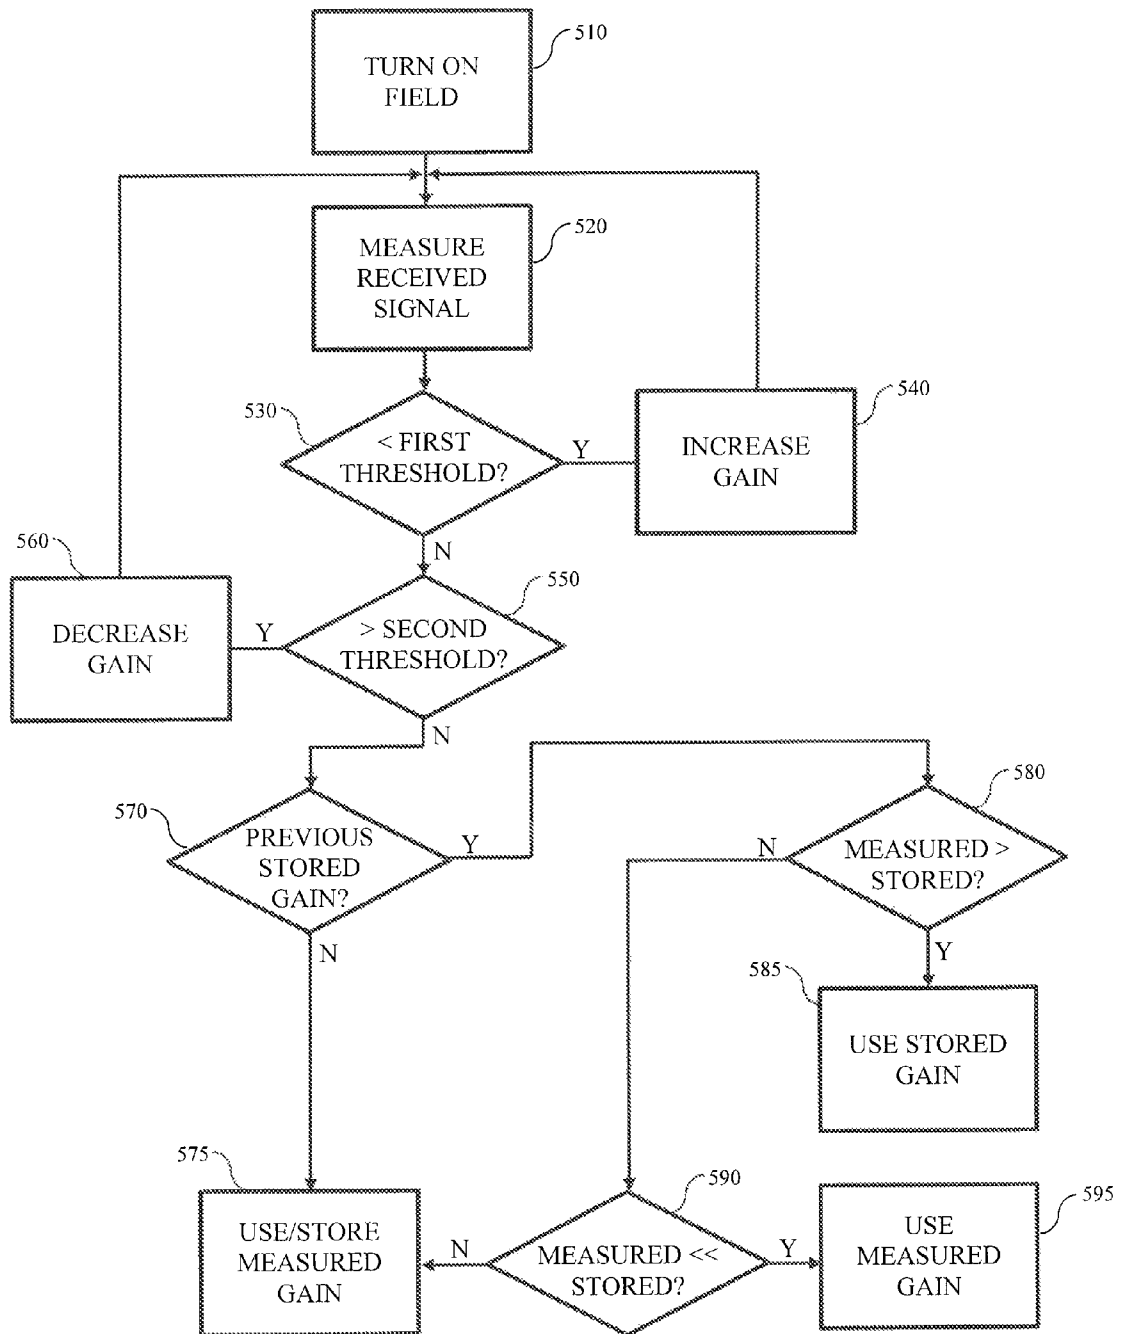 510
TURN ON
FIELD
520
MEASURE
RECEIVED
SIGNAL
530
< FIRST
THRESHOLD?
Y
540
INCREASE
GAIN
N
560
DECREASE
GAIN
Y
550
> SECOND
THRESHOLD?
N
570
PREVIOUS
STORED
GAIN?
Y
N
580
MEASURED >
STORED?
N
Y
585
USE STORED
GAIN
575
USE/STORE
MEASURED
GAIN
N
590
MEASURED <<
STORED?
Y
595
USE
MEASURED
GAIN